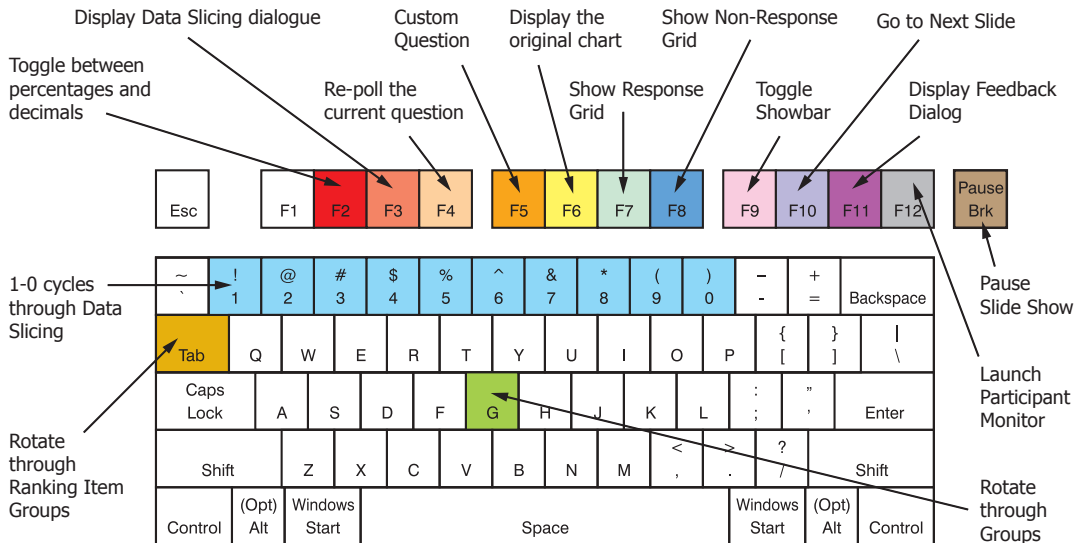 Display Data Slicing dialogue
Custom
Question
Display the
original chart
Show Non-Response
Grid
Go to Next Slide
Toggle between
percentages and
decimals
Re-poll the
current question
Show Response
Grid
Toggle
Showbar
Display Feedback
Dialog
Esc
F1
F2
F3
F4
F5
F6
F7
F8
F9
F10
F11
F12
Pause
Brk
1-0 cycles
through Data
Slicing
~ ! @ # $ % ^ & * ( ) – +
` 1 2 3 4 5 6 7 8 9 0 - = Backspace
Pause
Slide Show
{ } |
Tab Q W E R T Y U I O P [ ] \
Launch
Participant
Monitor
Caps
Lock
: ”
A S D F G H J K L ; ’ Enter
Rotate
through
Ranking Item
Groups
< > ?
Shift Z X C V B N M , . / Shift
Rotate
through
Groups
Control
(Opt)
Alt
Windows
Start
Space
Windows
Start
(Opt)
Alt
Control